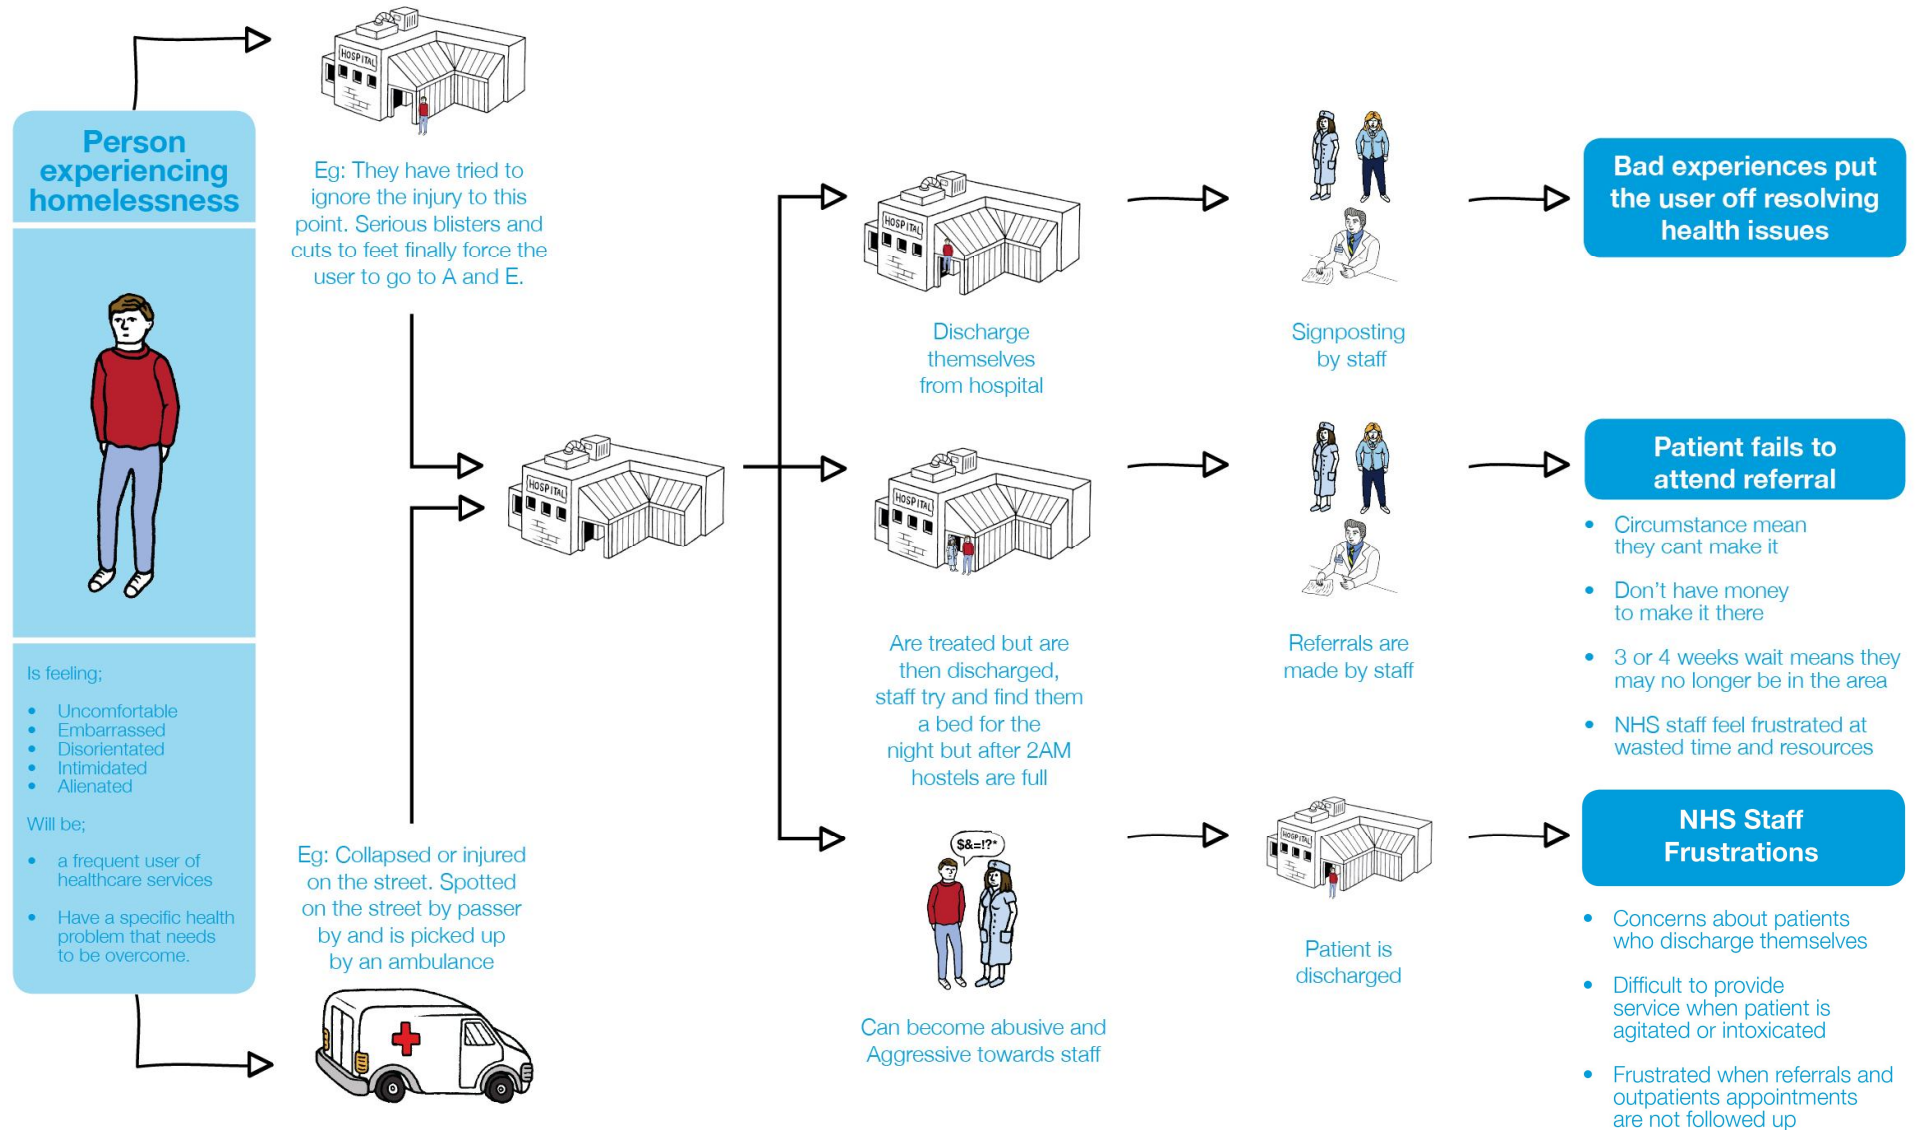 Person
experiencing
homelessness
Is feeling;
• Uncomfortable
• Embarrassed
• Disorientated
• Intimidated
• Alienated
Will be;
• a frequent user of
healthcare services
• Have a specific health
problem that needs
to be overcome.
HOSPITAL
Eg: They have tried to
ignore the injury to this
point. Serious blisters and
cuts to feet finally force the
user to go to A and E.
Eg: Collapsed or injured
on the street. Spotted
on the street by passer
by and is picked up
by an ambulance
HOSPITAL
HOSPITAL
Discharge
themselves
from hospital
Signposting
by staff
Bad experiences put
the user off resolving
health issues
HOSPITAL
Are treated but are
then discharged,
staff try and find them
a bed for the
night but after 2AM
hostels are full
Referrals are
made by staff
Patient fails to
attend referral
• Circumstance mean
they cant make it
• Don't have money
to make it there
• 3 or 4 weeks wait means they
may no longer be in the area
• NHS staff feel frustrated at
wasted time and resources
$&=!?*
Can become abusive and
Aggressive towards staff
HOSPITAL
Patient is
discharged
NHS Staff
Frustrations
• Concerns about patients
who discharge themselves
• Difficult to provide
service when patient is
agitated or intoxicated
• Frustrated when referrals and
outpatients appointments
are not followed up